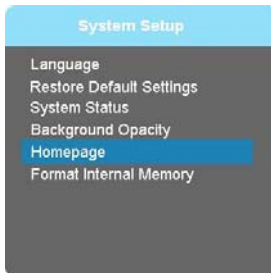 System Setup
Language
Restore Default Settings
System Status
Background Opacity
Homepage
Format Internal Memory